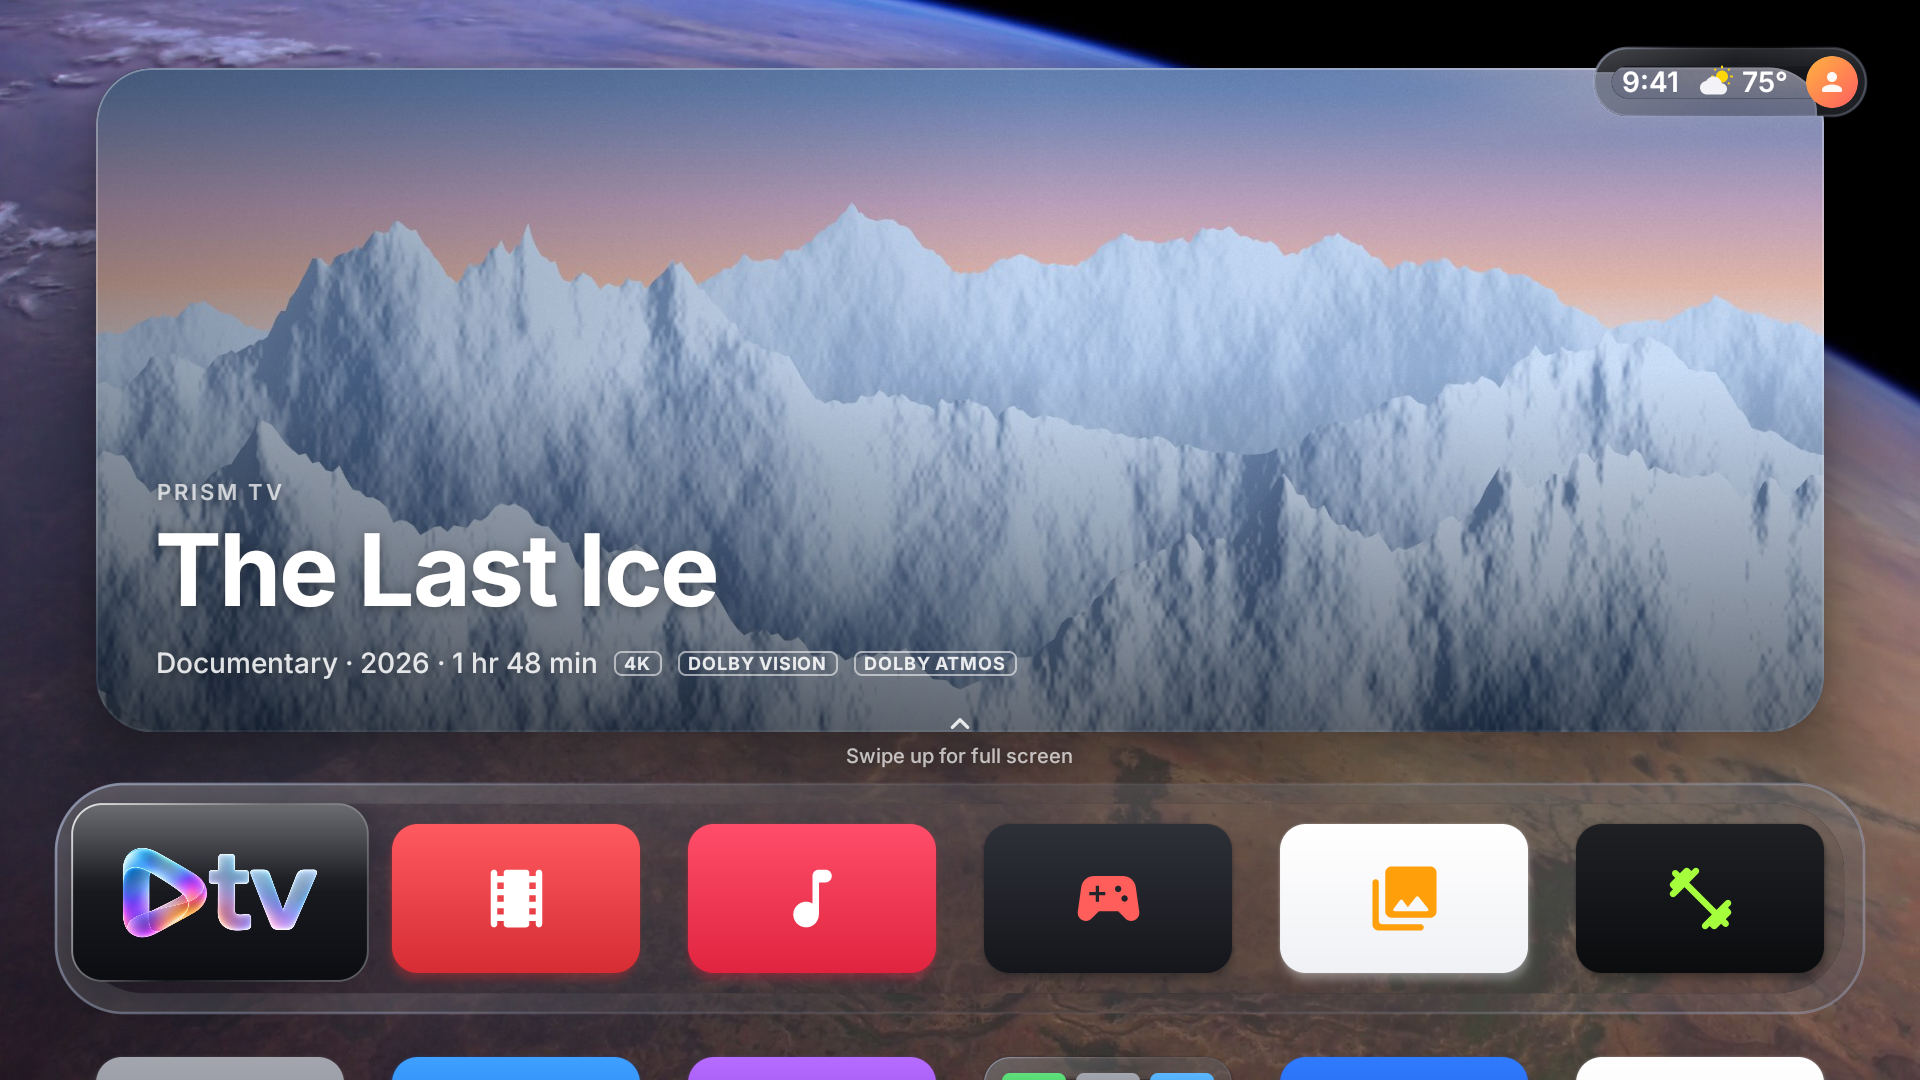 9:41 75°
PRISM TV
The Last Ice
Documentary · 2026 · 1 hr 48 min 4K DOLBY VISION DOLBY ATMOS
Swipe up for full screen
tv